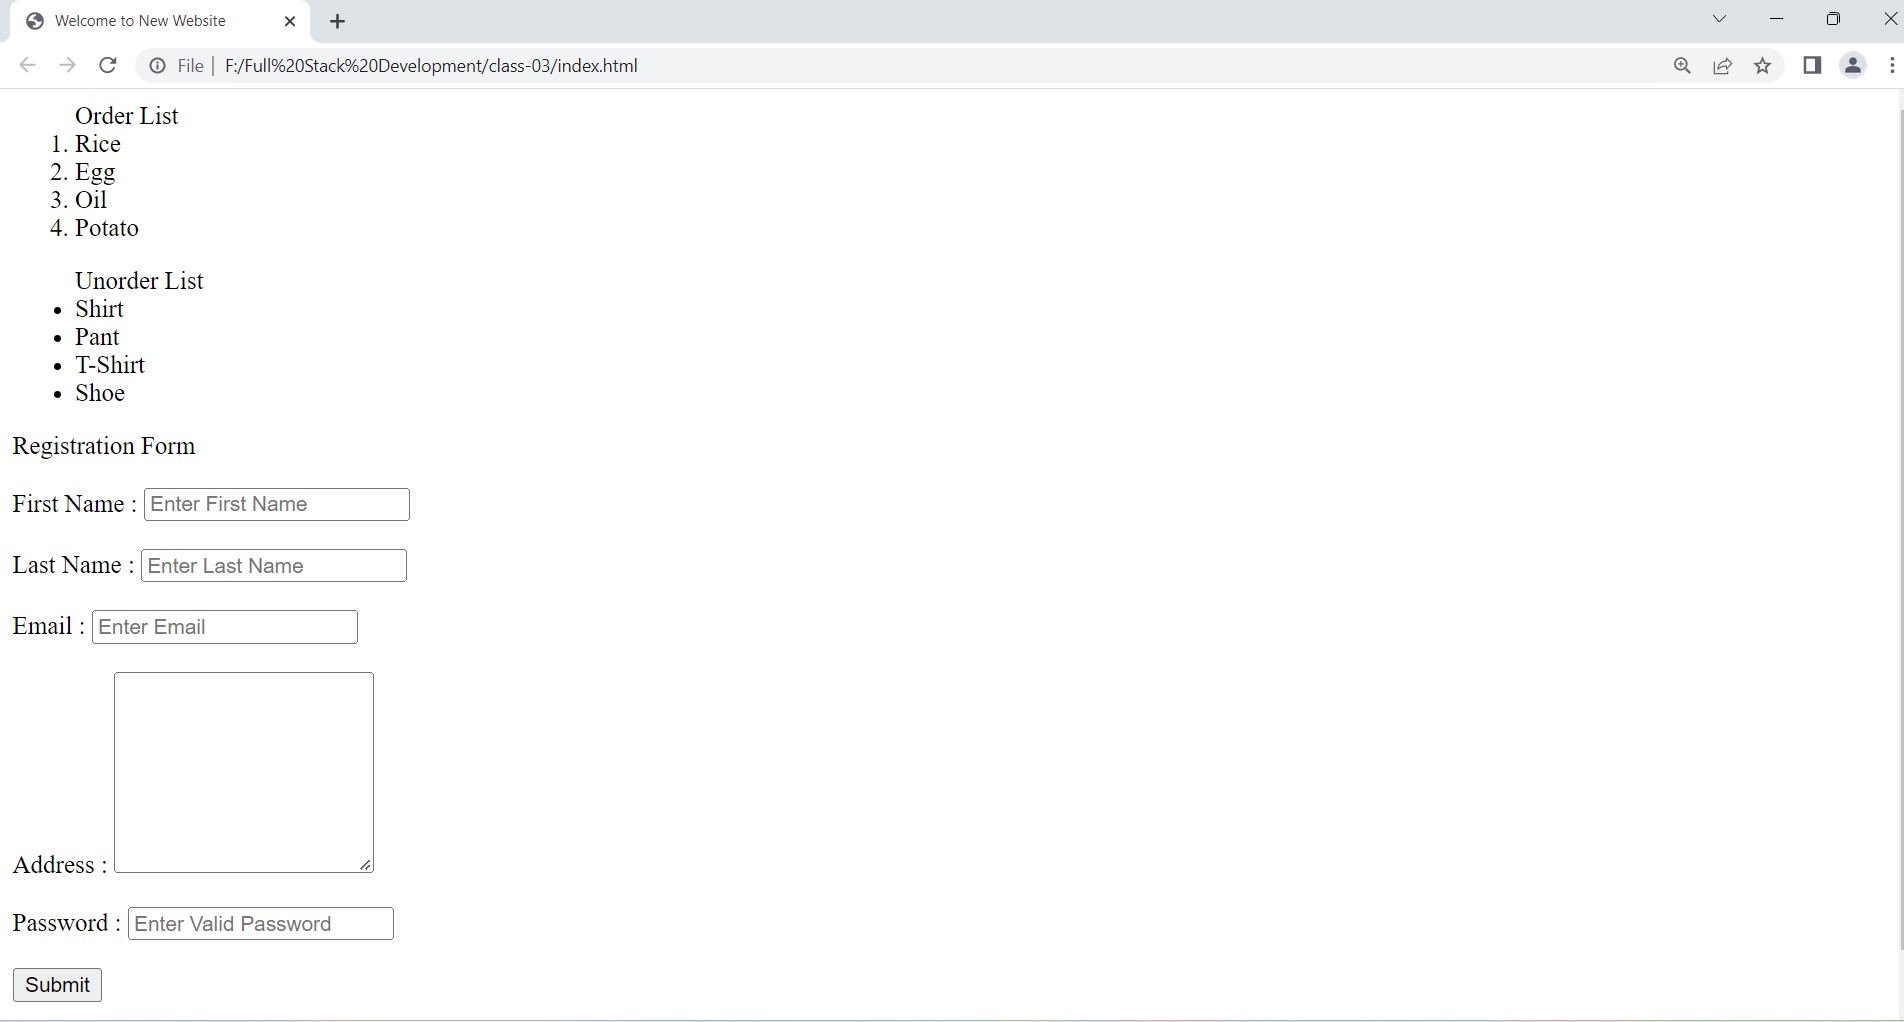 Welcome to New Website
File | F:/Full%20Stack%20Development/class-03/index.html
Order List
1. Rice
2. Egg
3. Oil
4. Potato
Unorder List
• Shirt
• Pant
• T-Shirt
• Shoe
Registration Form
First Name : Enter First Name
Last Name : Enter Last Name
Email : Enter Email
Address :
Password : Enter Valid Password
Submit